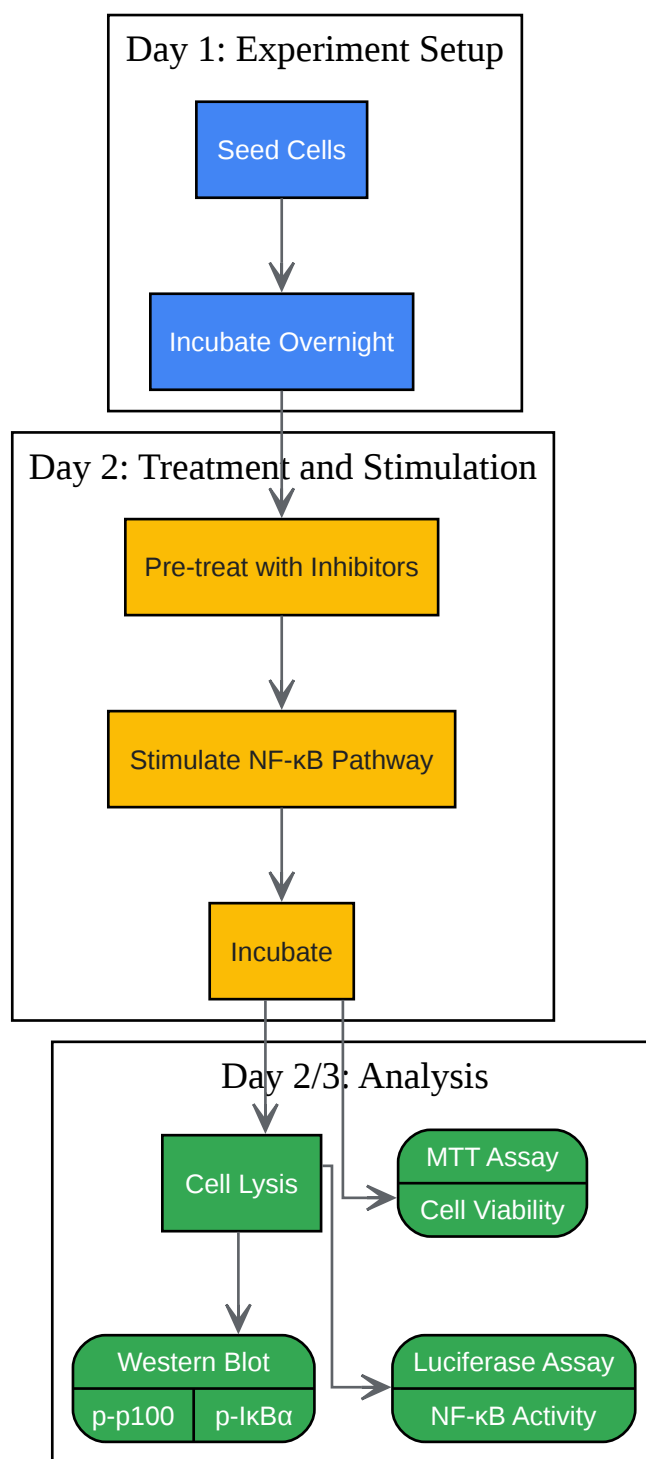 Day 1: Experiment Setup
Seed Cells
Incubate Overnight
Day 2: Treatment and Stimulation
Pre-treat with Inhibitors
Stimulate NF-κB Pathway
Incubate
Day 2/3: Analysis
Cell Lysis
MTT Assay
Cell Viability
Western Blot
p-p100
p-IκBα
Luciferase Assay
NF-κB Activity